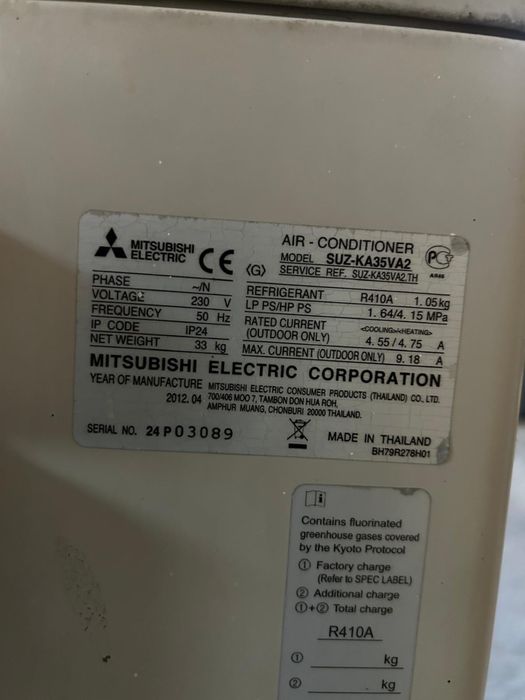 MITSUBISHI
ELECTRIC
CE
AIR - CONDITIONER
MODEL SUZ-KA35VA2
⟨G⟩ SERVICE REF. SUZ-KA35VA2.TH
PHASE ~/N
VOLTAGE 230 V
FREQUENCY 50 Hz
IP CODE IP24
NET WEIGHT 33 kg
REFRIGERANT R410A 1.05kg
LP PS/HP PS 1.64/4.15 MPa
RATED CURRENT <COOLING>/<HEATING>
(OUTDOOR ONLY) 4.55/4.75 A
MAX. CURRENT (OUTDOOR ONLY) 9.18 A
MITSUBISHI ELECTRIC CORPORATION
YEAR OF MANUFACTURE 2012.04
MITSUBISHI ELECTRIC CONSUMER PRODUCTS (THAILAND) CO., LTD.
700/406 MOO 7, TAMBON DON HUA ROH,
AMPHUR MUANG, CHONBURI 20000 THAILAND.
SERIAL NO. 24P03089
MADE IN THAILAND
BH79R278H01
i
Contains fluorinated
greenhouse gases covered
by the Kyoto Protocol
① Factory charge
(Refer to SPEC LABEL)
② Additional charge
①+② Total charge
R410A
① kg
② kg